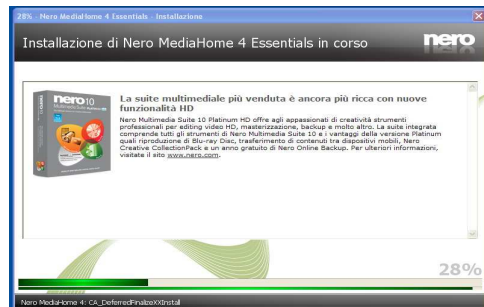 28% - Nero MediaHome 4 Essentials - Installazione
Installazione di Nero MediaHome 4 Essentials in corso
nero
nero 10
Multimedia Suite
La suite multimediale più venduta è ancora più ricca con nuove
funzionalità HD
Nero Multimedia Suite 10 Platinum HD offre agli appassionati di creatività strumenti
professionali per editing video HD, masterizzazione, backup e molto altro. La suite integrata
comprende tutti gli strumenti di Nero Multimedia Suite 10 e i vantaggi della versione Platinum
quali riproduzione di Blu-ray Disc, trasferimento di contenuti tra dispositivi mobili, Nero
Creative CollectionPack e un anno gratuito di Nero Online Backup. Per ulteriori informazioni,
visitate il sito www.nero.com.
28%
Nero MediaHome 4: CA_DeferredFinalizeXXInstall